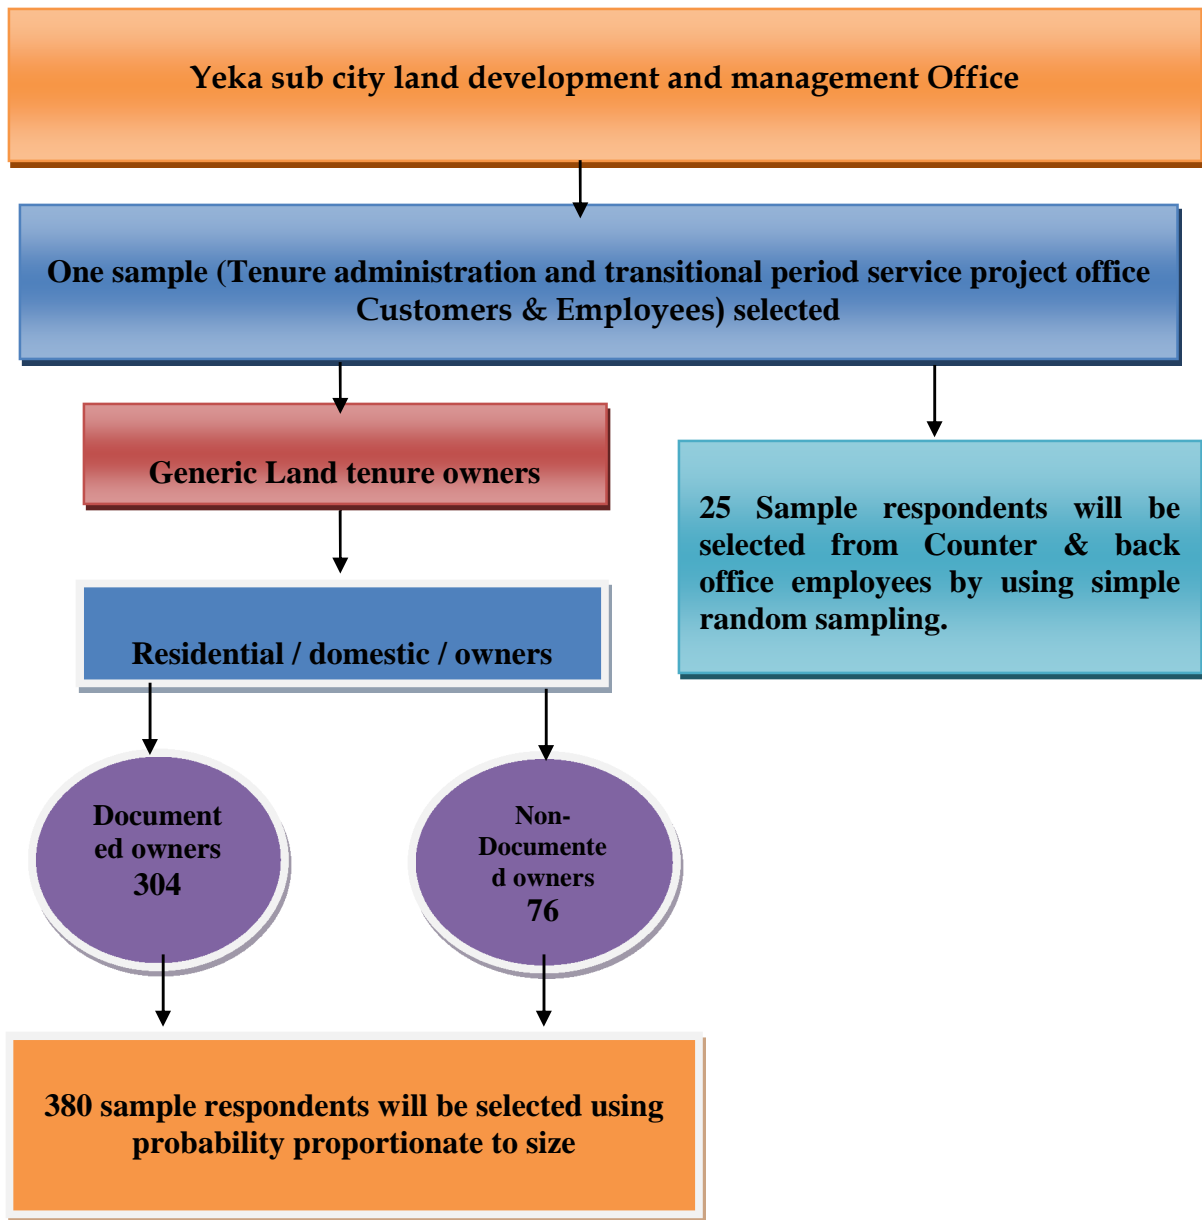 Yeka sub city land development and management Office
One sample (Tenure administration and transitional period service project office
Customers & Employees) selected
Generic Land tenure owners
25 Sample respondents will be
selected from Counter & back
office employees by using simple
random sampling.
Residential / domestic / owners
Document
ed owners
304
Non-
Documente
d owners
76
380 sample respondents will be selected using
probability proportionate to size